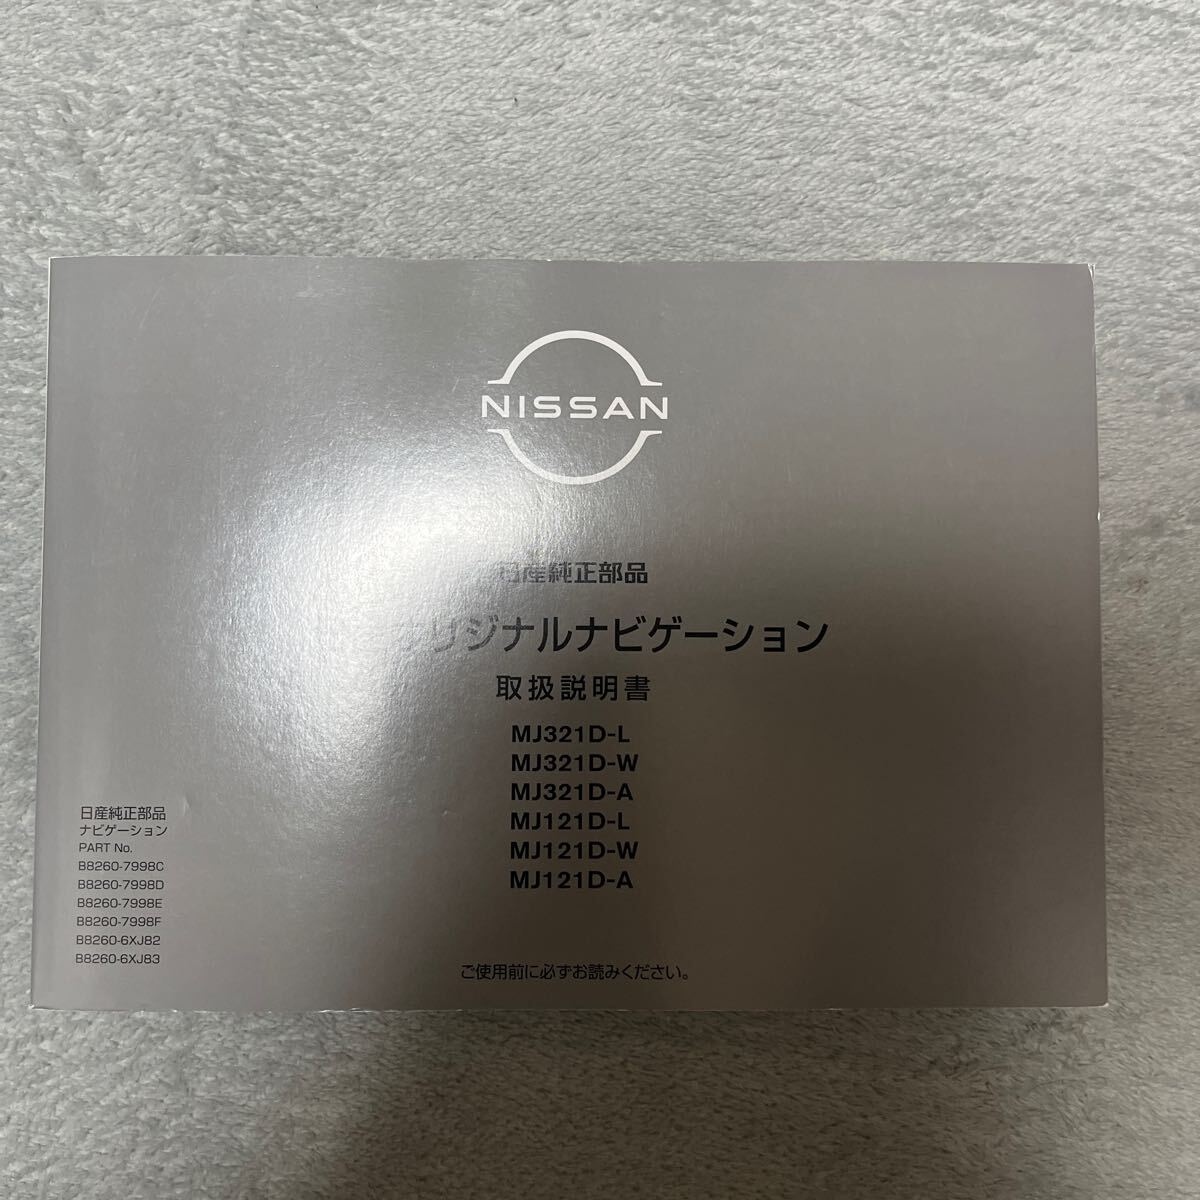 NISSAN
日産純正部品
オリジナルナビゲーション
取扱説明書
MJ321D-L
MJ321D-W
MJ321D-A
MJ121D-L
MJ121D-W
MJ121D-A
日産純正部品
ナビゲーション
PART No.
B8260-7998C
B8260-7998D
B8260-7998E
B8260-7998F
B8260-6XJ82
B8260-6XJ83
ご使用前に必ずお読みください。